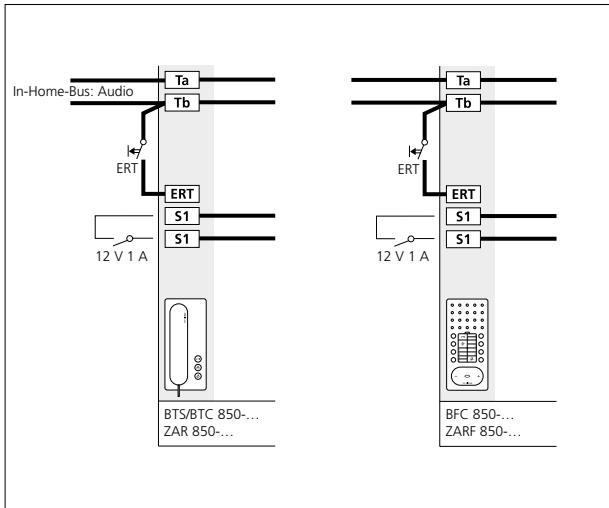 Ta
In-Home-Bus: Audio
Tb
ERT
ERT
S1
S1
12 V 1 A
BTS/BTC 850-…
ZAR 850-…
Ta
Tb
ERT
ERT
S1
S1
12 V 1 A
BFC 850-…
ZARF 850-…